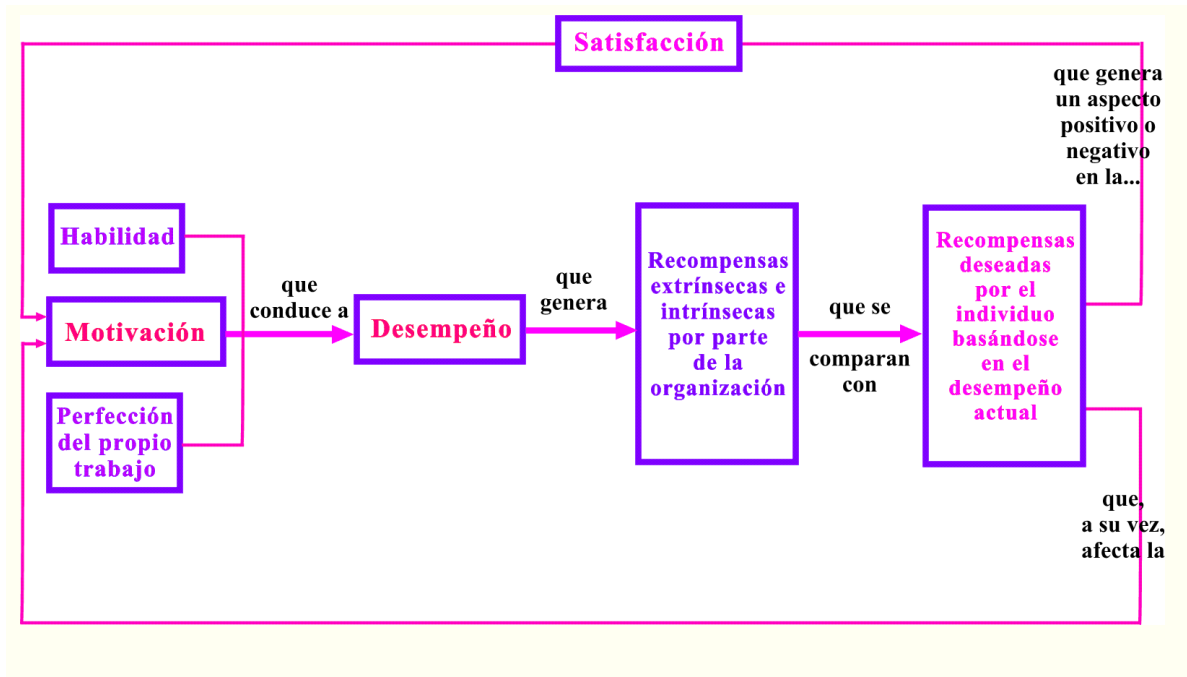 Satisfacción
que genera
un aspecto
positivo o
negativo
en la...
Habilidad
Motivación
Perfección
del propio
trabajo
que
conduce a
Desempeño
que
genera
Recompensas
extrínsecas e
intrínsecas
por parte
de la
organización
que se
comparan
con
Recompensas
deseadas
por el
individuo
basándose
en el
desempeño
actual
que,
a su vez,
afecta la